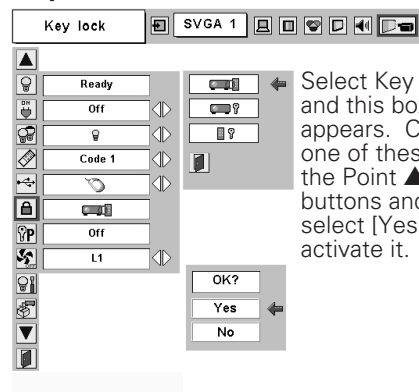 Key lock
SVGA 1
Ready
Off
Code 1
Off
L1
OK?
Yes
No
Select Key
and this bo
appears. C
one of thes
the Point ▲
buttons and
select [Yes
activate it.
ON
P